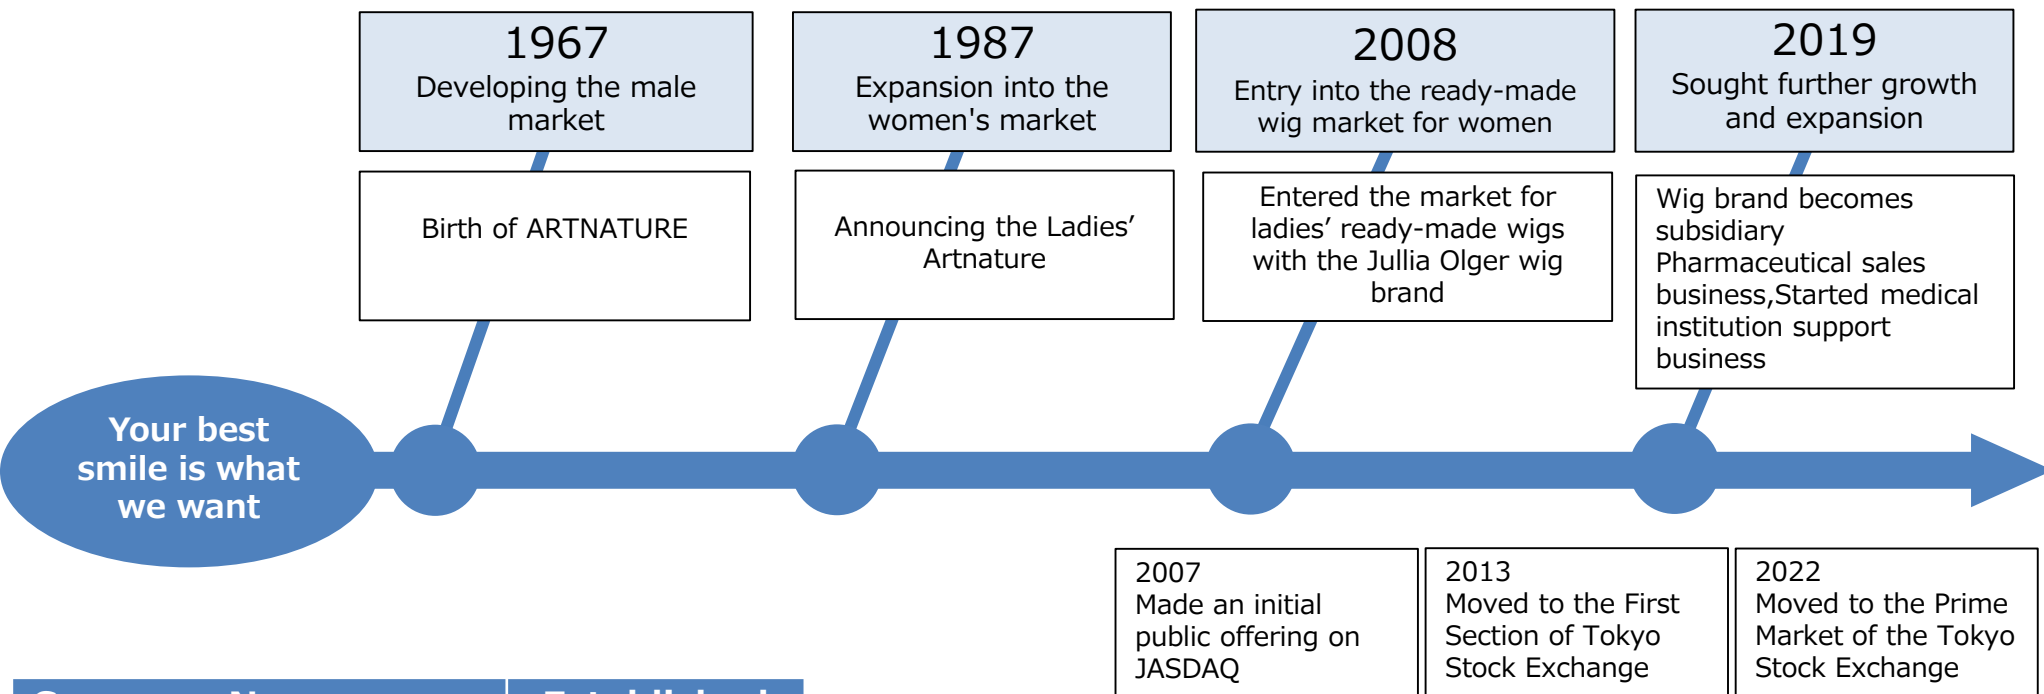 1967
Developing the male
market
1987
Expansion into the
women's market
2008
Entry into the ready-made
wig market for women
2019
Sought further growth
and expansion
Birth of ARTNATURE
Announcing the Ladies’
Artnature
Entered the market for
ladies’ ready-made wigs
with the Jullia Olger wig
brand
Wig brand becomes
subsidiary
Pharmaceutical sales
business,Started medical
institution support
business
Your best
smile is what
we want
2007
Made an initial
public offering on
JASDAQ
2013
Moved to the First
Section of Tokyo
Stock Exchange
2022
Moved to the Prime
Market of the Tokyo
Stock Exchange